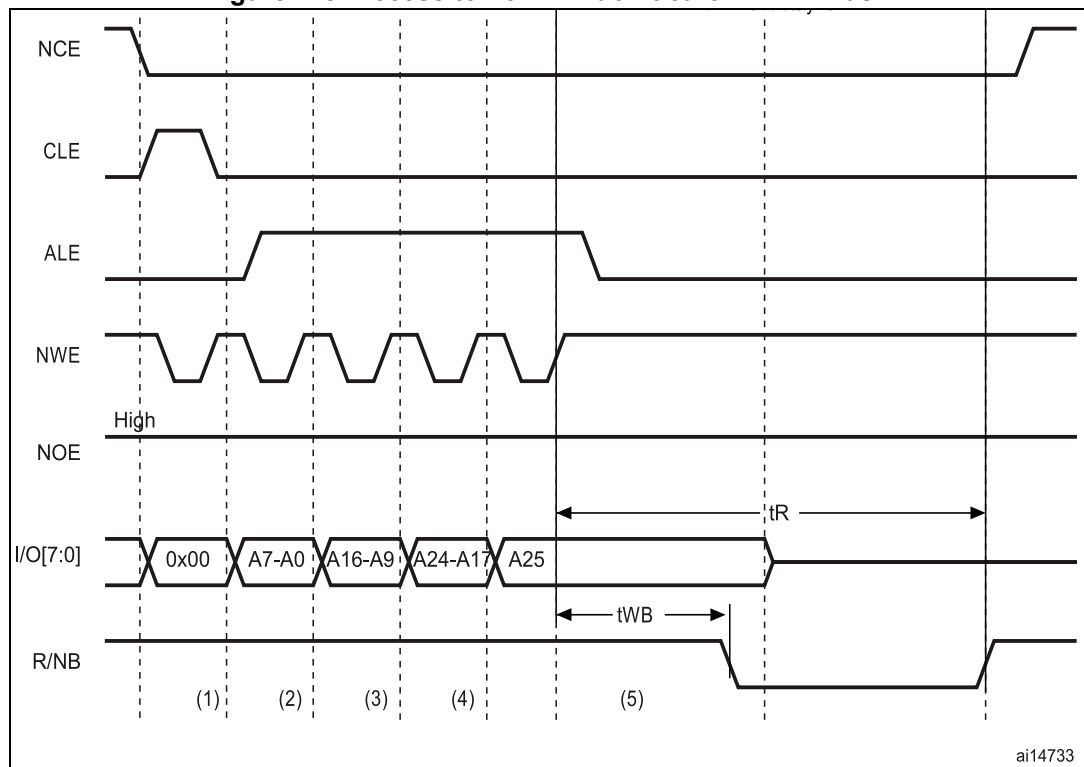 NCE
CLE
ALE
NWE
High
NOE
tR
I/O[7:0] 0x00 A7-A0 A16-A9 A24-A17 A25
tWB
R/NB
(1) (2) (3) (4) (5)
ai14733